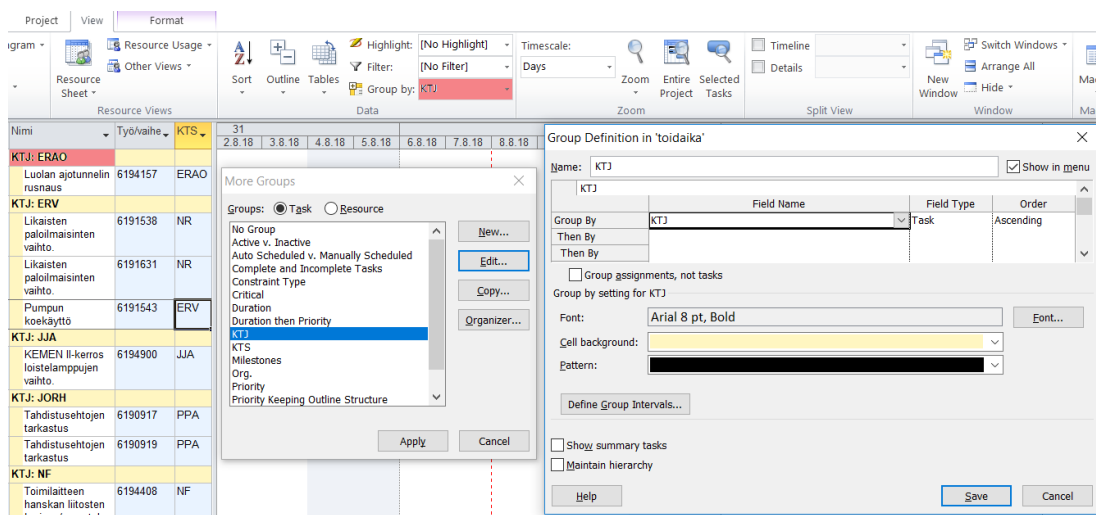 Project View Format
agram
Resource Sheet
Resource Usage
Other Views
Resource Views
Sort
Outline
Tables
Highlight: [No Highlight]
Filter: [No Filter]
Group by: KTJ
Data
Timescale:
Days
Zoom
Entire Project
Selected Tasks
Zoom
Timeline
Details
Split View
New Window
Switch Windows
Arrange All
Hide
Window
Nimi Työ/vaihe KTS
31
2.8.18 3.8.18 4.8.18 5.8.18 6.8.18 7.8.18 8.8.18
KTJ: ERAO
Luolan ajotunnelin 6194157 ERAO
rusnaus
KTJ: ERV
Likaisten 6191538 NR
paloilmaisinten
vaihto.
Likaisten 6191631 NR
paloilmaisinten
vaihto.
Pumpun 6191543 ERV
koekäyttö
KTJ: JJA
KEMEN II-kerros 6194900 JJA
loistelamppujen
vaihto.
KTJ: JORH
Tahdistusehtojen 6190917 PPA
tarkastus
Tahdistusehtojen 6190919 PPA
tarkastus
KTJ: NF
Toimilaitteen 6194408 NF
hanskan liitosten
More Groups
Groups: Task Resource
No Group
Active v. Inactive
Auto Scheduled v. Manually Scheduled
Complete and Incomplete Tasks
Constraint Type
Critical
Duration
Duration then Priority
KTJ
KTS
Milestones
Org.
Priority
Priority Keeping Outline Structure
New...
Edit...
Copy...
Organizer...
Apply Cancel
Group Definition in 'toidaika'
Name: KTJ Show in menu
KTJ
Field Name Field Type Order
Group By KTJ Task Ascending
Then By
Then By
Group assignments, not tasks
Group by setting for KTJ
Font: Arial 8 pt, Bold Font...
Cell background:
Pattern:
Define Group Intervals...
Show summary tasks
Maintain hierarchy
Help Save Cancel